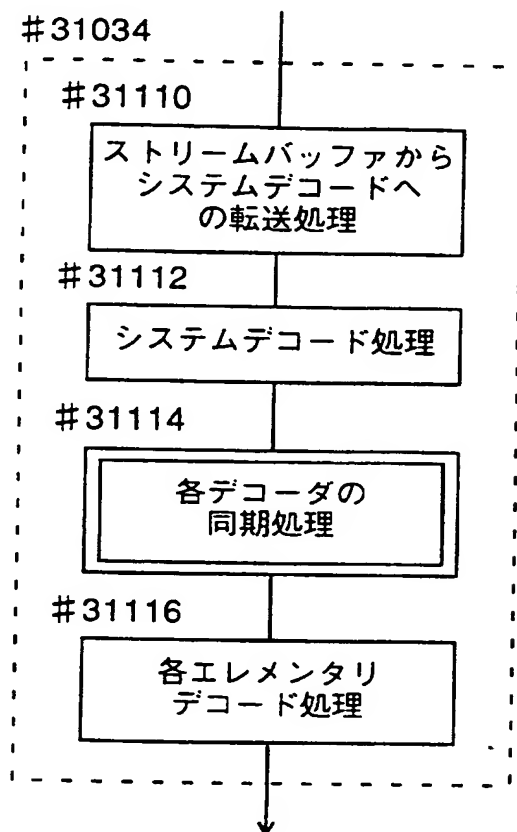 #31034
#31110
ストリームバッファから
システムデコードへ
の転送処理
#31112
システムデコード処理
#31114
各デコーダの
同期処理
#31116
各エレメンタリ
デコード処理